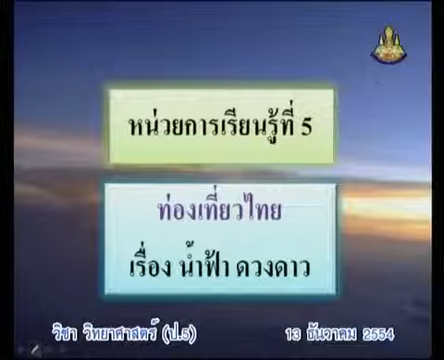 หน่วยการเรียนรู้ที่ 5
ท่องเที่ยวไทย
เรื่อง น้ำฟ้า ดวงดาว
วิชา วิทยาศาสตร์ (ป.5) 13 ธันวาคม 2554